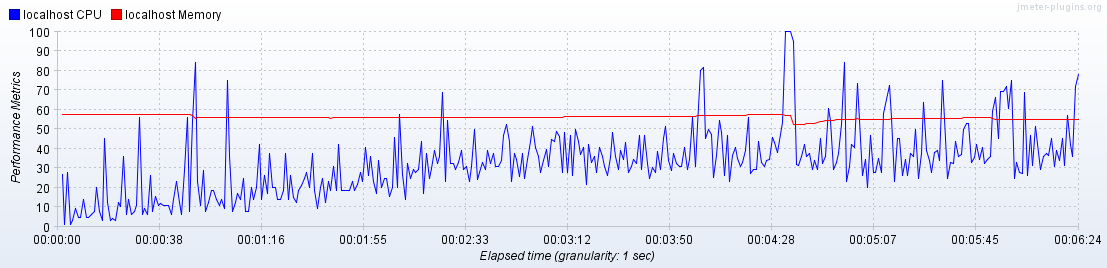 localhost CPU localhost Memory
jmeter-plugins.org
100
90
80
70
60
50
40
30
20
10
0
Performance Metrics
00:00:00 00:00:38 00:01:16 00:01:55 00:02:33 00:03:12 00:03:50 00:04:28 00:05:07 00:05:45 00:06:24
Elapsed time (granularity: 1 sec)